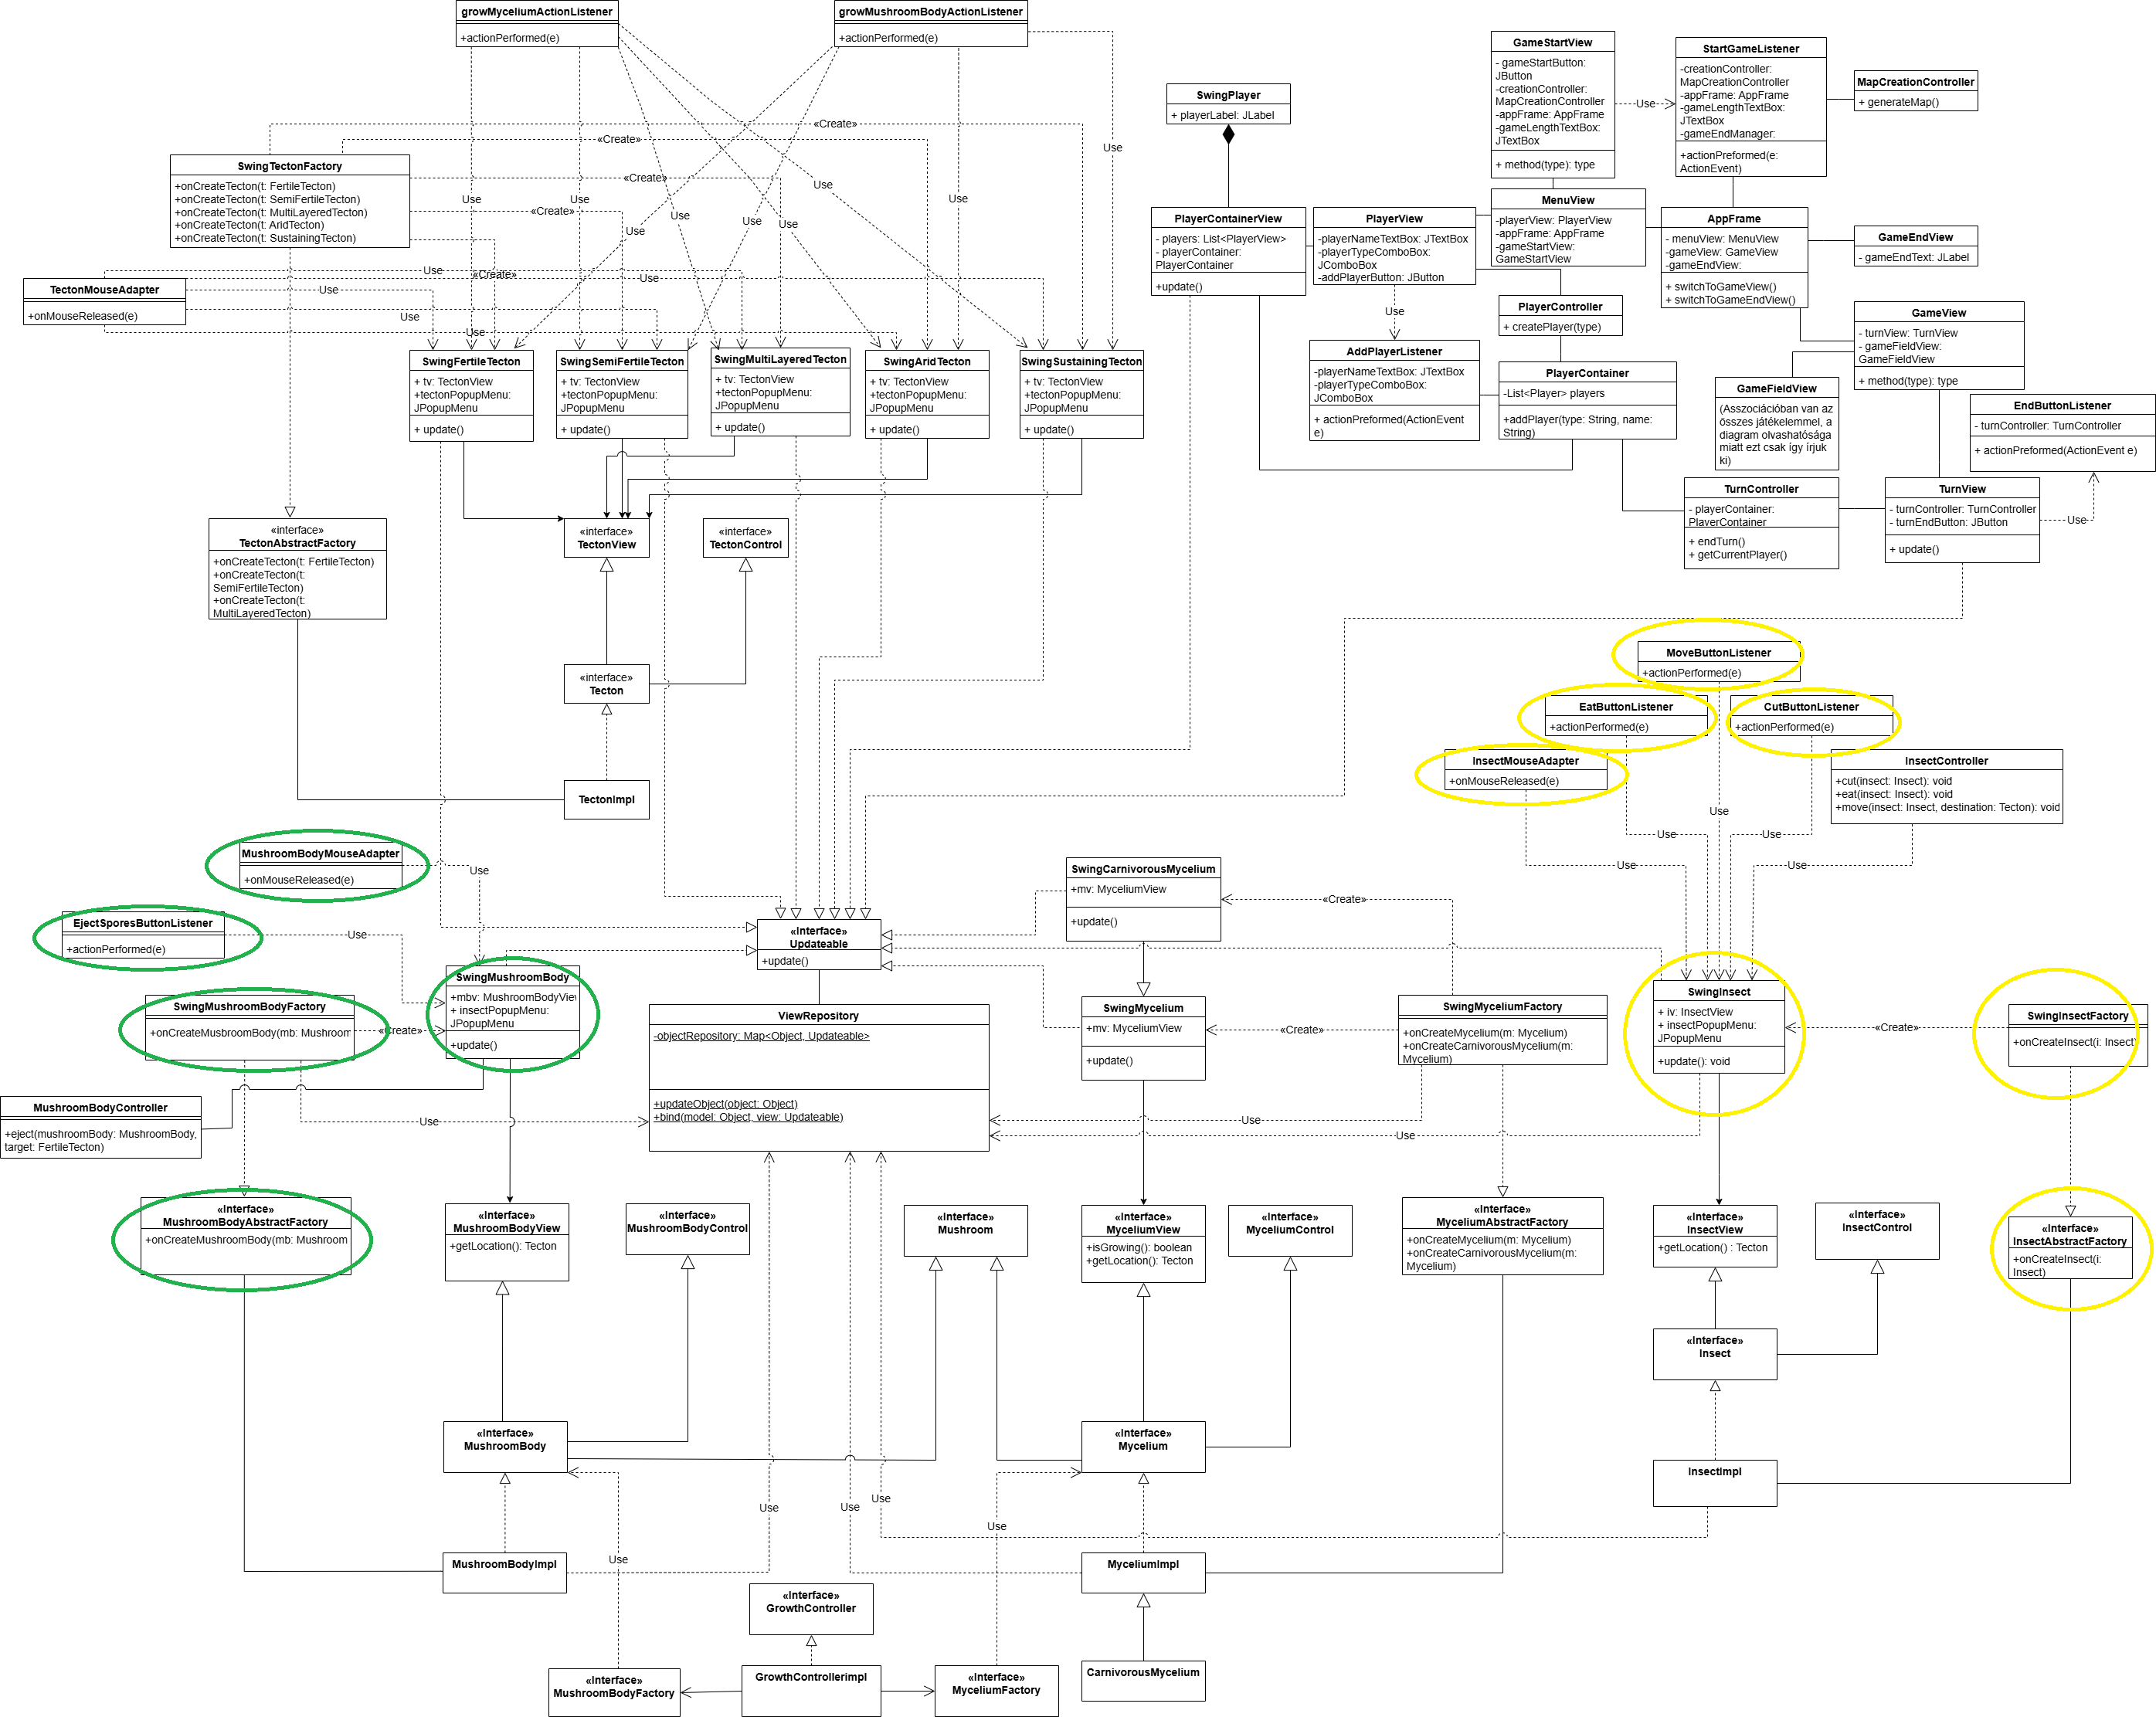 growMyceliumActionListener
+actionPerformed(e)
growMushroomBodyActionListener
+actionPerformed(e)
GameStartView
- gameStartButton:
JButton
-creationController:
MapCreationController
-appFrame: AppFrame
-gameLengthTextBox:
JTextBox
+ method(type): type
Use
StartGameListener
-creationController:
MapCreationController
-appFrame: AppFrame
-gameLengthTextBox:
JTextBox
-gameEndManager:
+actionPreformed(e:
ActionEvent)
MapCreationController
+ generateMap()
SwingPlayer
+ playerLabel: JLabel
«Create»
«Create»
«Create»
«Create»
«Create»
Use
Use
Use
Use
Use
Use
Use
Use
Use
Use
SwingTectonFactory
+onCreateTecton(t: FertileTecton)
+onCreateTecton(t: SemiFertileTecton)
+onCreateTecton(t: MultiLayeredTecton)
+onCreateTecton(t: AridTecton)
+onCreateTecton(t: SustainingTecton)
TectonMouseAdapter
+onMouseReleased(e)
Use
Use
Use
Use
Use
PlayerContainerView
- players: List<PlayerView>
- playerContainer:
PlayerContainer
+update()
PlayerView
-playerNameTextBox: JTextBox
-playerTypeComboBox:
JComboBox
-addPlayerButton: JButton
MenuView
-playerView: PlayerView
-appFrame: AppFrame
-gameStartView:
GameStartView
AppFrame
- menuView: MenuView
-gameView: GameView
-gameEndView:
+ switchToGameView()
+ switchToGameEndView()
GameEndView
- gameEndText: JLabel
PlayerController
+ createPlayer(type)
GameView
- turnView: TurnView
- gameFieldView:
GameFieldView
+ method(type): type
Use
AddPlayerListener
-playerNameTextBox: JTextBox
-playerTypeComboBox:
JComboBox
+ actionPreformed(ActionEvent
e)
PlayerContainer
-List<Player> players
+addPlayer(type: String, name:
String)
GameFieldView
(Asszociációban van az
összes játékelemmel, a
diagram olvashatósága
miatt ezt csak így írjuk
ki)
EndButtonListener
- turnController: TurnController
+ actionPreformed(ActionEvent e)
SwingFertileTecton
+ tv: TectonView
+tectonPopupMenu:
JPopupMenu
+ update()
SwingSemiFertileTecton
+ tv: TectonView
+tectonPopupMenu:
JPopupMenu
+ update()
SwingMultiLayeredTecton
+ tv: TectonView
+tectonPopupMenu:
JPopupMenu
+ update()
SwingAridTecton
+ tv: TectonView
+tectonPopupMenu:
JPopupMenu
+ update()
SwingSustainingTecton
+ tv: TectonView
+tectonPopupMenu:
JPopupMenu
+ update()
TurnController
- playerContainer:
PlayerContainer
+ endTurn()
+ getCurrentPlayer()
TurnView
- turnController: TurnController
- turnEndButton: JButton
+ update()
Use
«interface»
TectonAbstractFactory
+onCreateTecton(t: FertileTecton)
+onCreateTecton(t:
SemiFertileTecton)
+onCreateTecton(t:
MultiLayeredTecton)
«interface»
TectonView
«interface»
TectonControl
«interface»
Tecton
TectonImpl
MoveButtonListener
+actionPerformed(e)
EatButtonListener
+actionPerformed(e)
CutButtonListener
+actionPerformed(e)
InsectMouseAdapter
+onMouseReleased(e)
InsectController
+cut(insect: Insect): void
+eat(insect: Insect): void
+move(insect: Insect, destination: Tecton): void
Use
Use
Use
Use
Use
MushroomBodyMouseAdapter
+onMouseReleased(e)
Use
EjectSporesButtonListener
+actionPerformed(e)
Use
SwingMushroomBodyFactory
+onCreateMusbroomBody(mb: Mushroom
«Create»
SwingMushroomBody
+mbv: MushroomBodyView
+ insectPopupMenu:
JPopupMenu
+update()
«Interface»
Updateable
+update()
ViewRepository
-objectRepository: Map<Object, Updateable>
+updateObject(object: Object)
+bind(model: Object, view: Updateable)
SwingCarnivorousMycelium
+mv: MyceliumView
+update()
«Create»
SwingMycelium
+mv: MyceliumView
+update()
«Create»
SwingMyceliumFactory
+onCreateMycelium(m: Mycelium)
+onCreateCarnivorousMycelium(m:
Mycelium)
SwingInsect
+ iv: InsectView
+ insectPopupMenu:
JPopupMenu
+update(): void
«Create»
SwingInsectFactory
+onCreateInsect(i: Insect)
MushroomBodyController
+eject(mushroomBody: MushroomBody,
target: FertileTecton)
Use
Use
Use
«Interface»
MushroomBodyAbstractFactory
+onCreateMushroomBody(mb: Mushroom
«Interface»
MushroomBodyView
+getLocation(): Tecton
«Interface»
MushroomBodyControl
«Interface»
Mushroom
«Interface»
MyceliumView
+isGrowing(): boolean
+getLocation(): Tecton
«Interface»
MyceliumControl
«Interface»
MyceliumAbstractFactory
+onCreateMycelium(m: Mycelium)
+onCreateCarnivorousMycelium(m:
Mycelium)
«Interface»
InsectView
+getLocation() : Tecton
«Interface»
InsectControl
«Interface»
InsectAbstractFactory
+onCreateInsect(i:
Insect)
«Interface»
Insect
«Interface»
MushroomBody
«Interface»
Mycelium
InsectImpl
Use
Use
Use
Use
Use
MushroomBodyImpl
MyceliumImpl
«Interface»
GrowthController
«Interface»
MushroomBodyFactory
GrowthControllerimpl
«Interface»
MyceliumFactory
CarnivorousMycelium